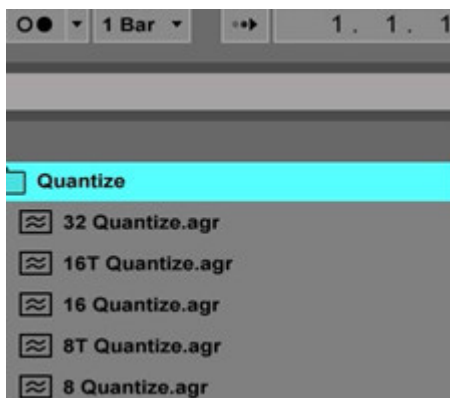 1 Bar 1. 1. 1
Quantize
32 Quantize.agr
16T Quantize.agr
16 Quantize.agr
8T Quantize.agr
8 Quantize.agr